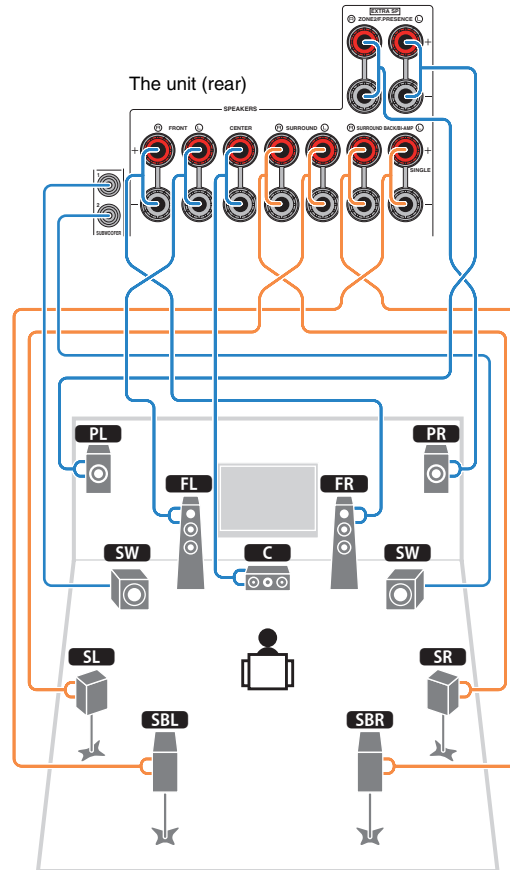 EXTRA SP
R ZONE2/F.PRESENCE L
+
−
The unit (rear)
SPEAKERS
R FRONT L CENTER R SURROUND L R SURROUND BACK/BI-AMP L
+ +
SINGLE
1
− −
2
SUBWOOFER
PL PR
FL FR
SW C SW
SL SR
SBL SBR